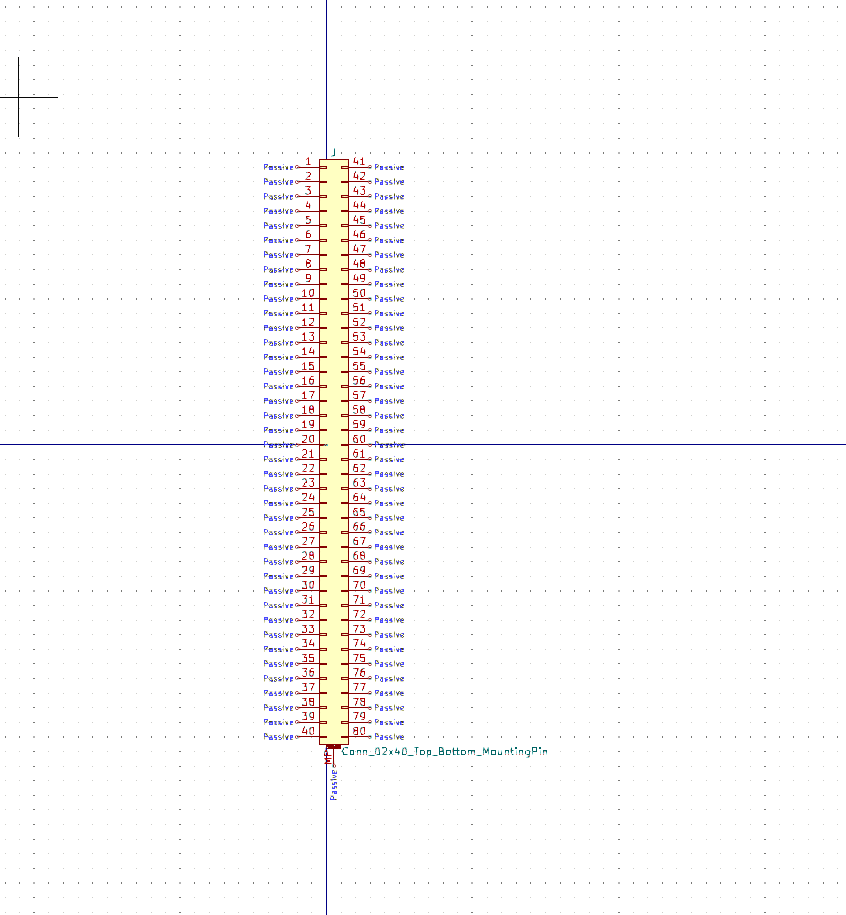 J
Passive 1 41 Passive
Passive 2 42 Passive
Passive 3 43 Passive
Passive 4 44 Passive
Passive 5 45 Passive
Passive 6 46 Passive
Passive 7 47 Passive
Passive 8 48 Passive
Passive 9 49 Passive
Passive 10 50 Passive
Passive 11 51 Passive
Passive 12 52 Passive
Passive 13 53 Passive
Passive 14 54 Passive
Passive 15 55 Passive
Passive 16 56 Passive
Passive 17 57 Passive
Passive 18 58 Passive
Passive 19 59 Passive
Passive 20 60 Passive
Passive 21 61 Passive
Passive 22 62 Passive
Passive 23 63 Passive
Passive 24 64 Passive
Passive 25 65 Passive
Passive 26 66 Passive
Passive 27 67 Passive
Passive 28 68 Passive
Passive 29 69 Passive
Passive 30 70 Passive
Passive 31 71 Passive
Passive 32 72 Passive
Passive 33 73 Passive
Passive 34 74 Passive
Passive 35 75 Passive
Passive 36 76 Passive
Passive 37 77 Passive
Passive 38 78 Passive
Passive 39 79 Passive
Passive 40 80 Passive
MP Conn_02x40_Top_Bottom_MountingPin
Passive